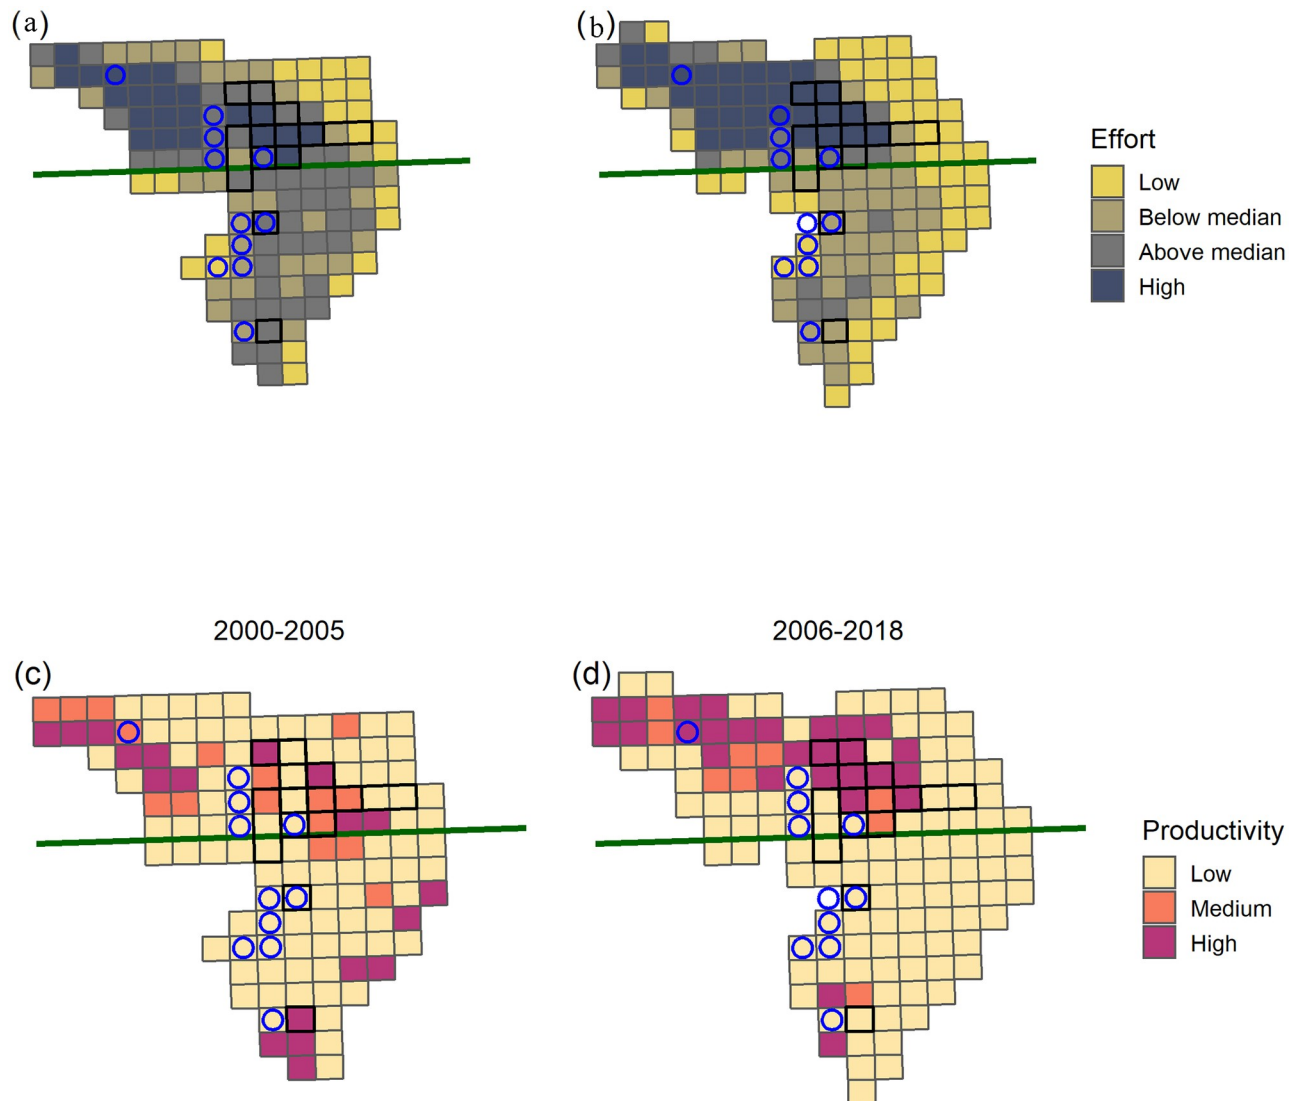 (a)
(b)
Effort
Low
Below median
Above median
High
2000-2005
2006-2018
(c)
(d)
Productivity
Low
Medium
High